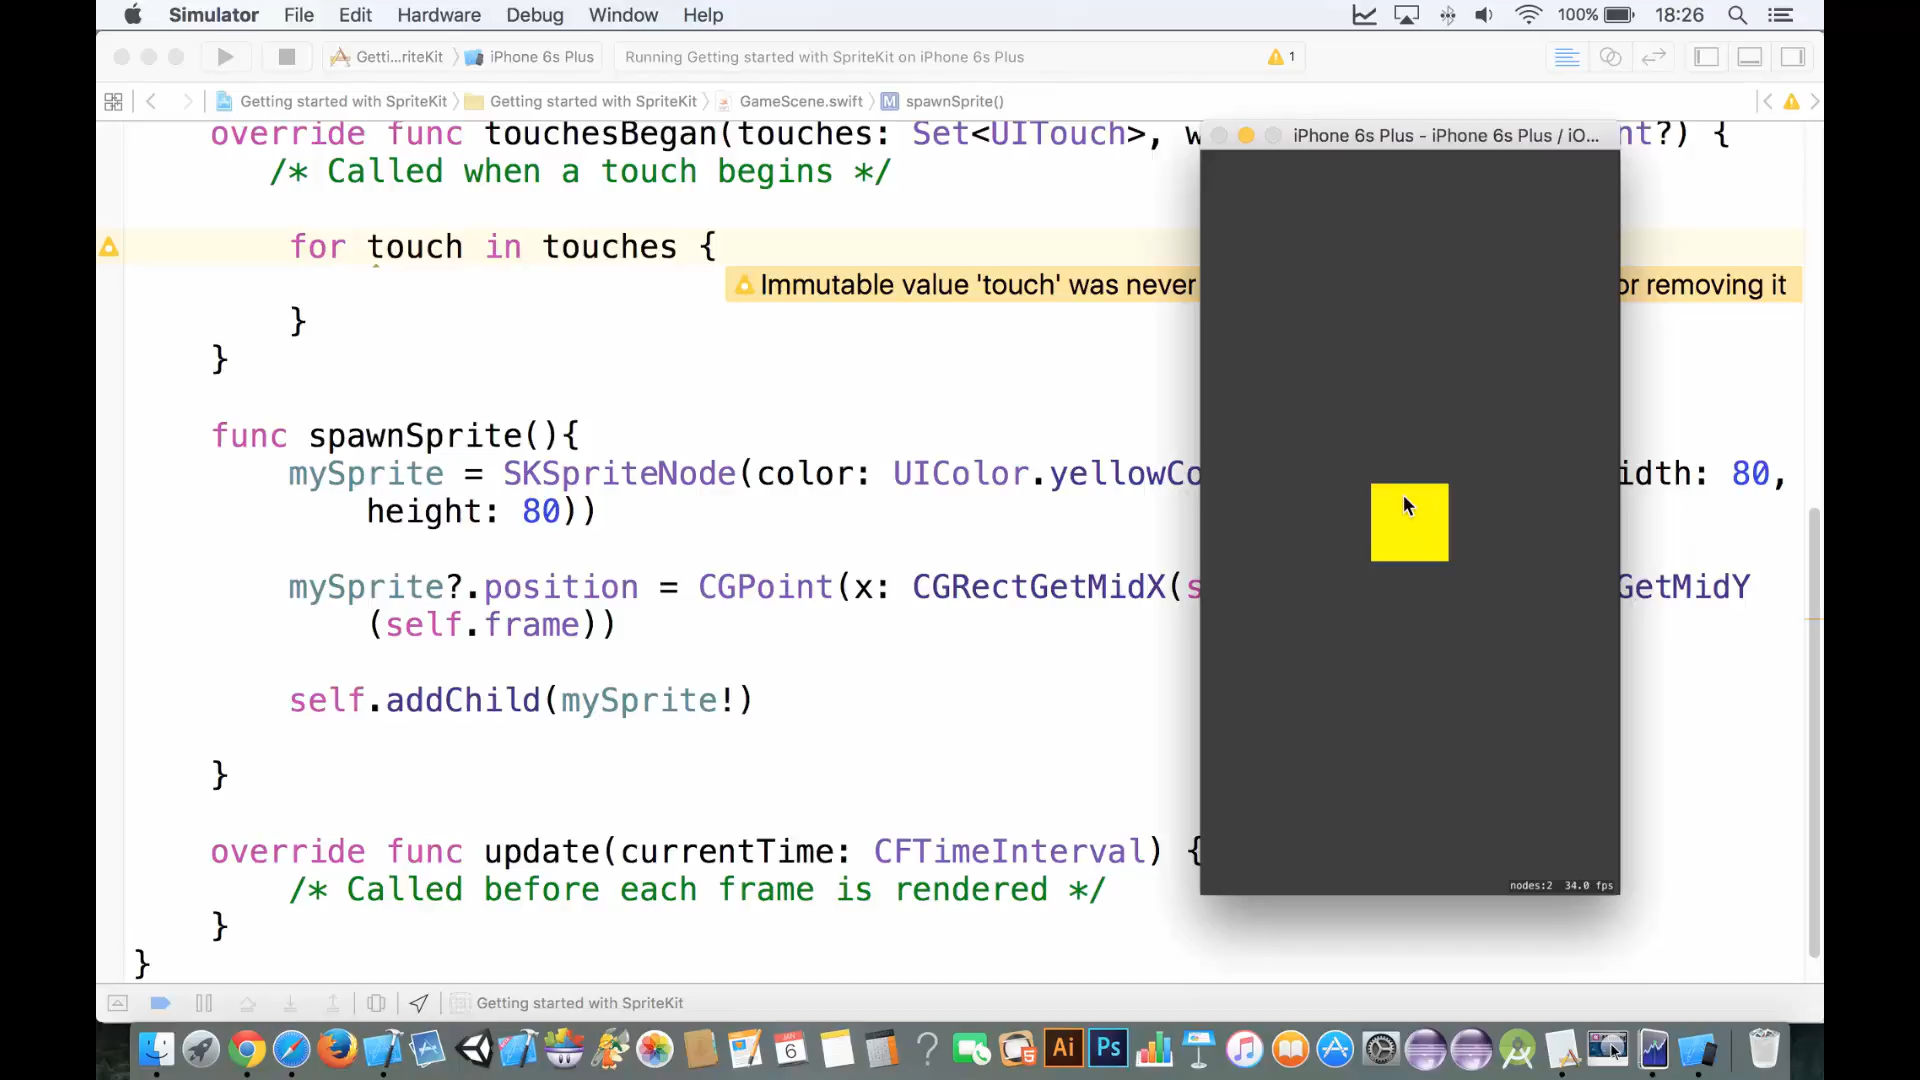 Simulator File Edit Hardware Debug Window Help 100% 18:26
Getti...riteKit iPhone 6s Plus Running Getting started with SpriteKit on iPhone 6s Plus 1
Getting started with SpriteKit Getting started with SpriteKit GameScene.swift M spawnSprite()
override func touchesBegan(touches: Set<UITouch>, w nt?) {
iPhone 6s Plus - iPhone 6s Plus / iO...
/* Called when a touch begins */
for touch in touches {
Immutable value 'touch' was never or removing it
}
}
func spawnSprite(){
mySprite = SKSpriteNode(color: UIColor.yellowCo idth: 80,
height: 80))
mySprite?.position = CGPoint(x: CGRectGetMidX(s GetMidY
(self.frame))
self.addChild(mySprite!)
}
override func update(currentTime: CFTimeInterval) {
/* Called before each frame is rendered */
nodes:2 34.0 fps
}
}
Getting started with SpriteKit
JAN
6
Ai
Ps